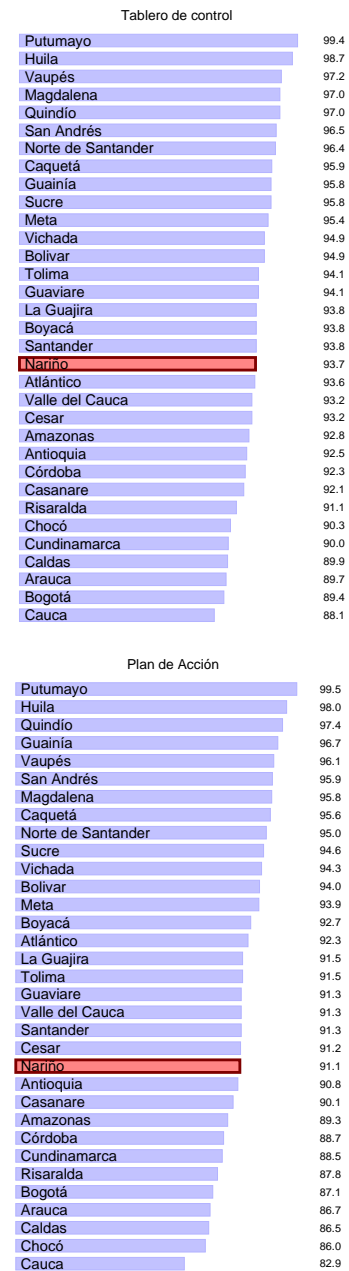 Tablero de control
Putumayo 99.4
Huila 98.7
Vaupés 97.2
Magdalena 97.0
Quindío 97.0
San Andrés 96.5
Norte de Santander 96.4
Caquetá 95.9
Guainía 95.8
Sucre 95.8
Meta 95.4
Vichada 94.9
Bolivar 94.9
Tolima 94.1
Guaviare 94.1
La Guajira 93.8
Boyacá 93.8
Santander 93.8
Nariño 93.7
Atlántico 93.6
Valle del Cauca 93.2
Cesar 93.2
Amazonas 92.8
Antioquia 92.5
Córdoba 92.3
Casanare 92.1
Risaralda 91.1
Chocó 90.3
Cundinamarca 90.0
Caldas 89.9
Arauca 89.7
Bogotá 89.4
Cauca 88.1
Plan de Acción
Putumayo 99.5
Huila 98.0
Quindío 97.4
Guainía 96.7
Vaupés 96.1
San Andrés 95.9
Magdalena 95.8
Caquetá 95.6
Norte de Santander 95.0
Sucre 94.6
Vichada 94.3
Bolivar 94.0
Meta 93.9
Boyacá 92.7
Atlántico 92.3
La Guajira 91.5
Tolima 91.5
Guaviare 91.3
Valle del Cauca 91.3
Santander 91.3
Cesar 91.2
Nariño 91.1
Antioquia 90.8
Casanare 90.1
Amazonas 89.3
Córdoba 88.7
Cundinamarca 88.5
Risaralda 87.8
Bogotá 87.1
Arauca 86.7
Caldas 86.5
Chocó 86.0
Cauca 82.9